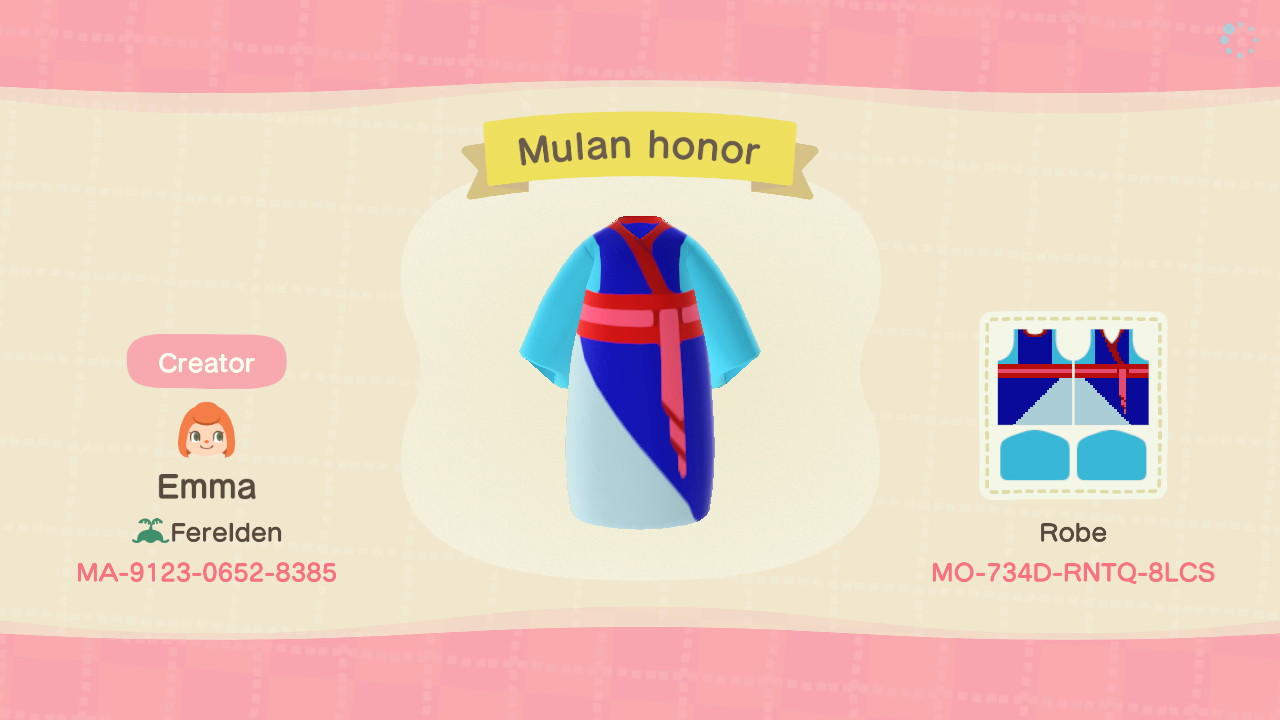 Mulan honor
Creator
Emma
Ferelden
MA-9123-0652-8385
Robe
MO-734D-RNTQ-8LCS